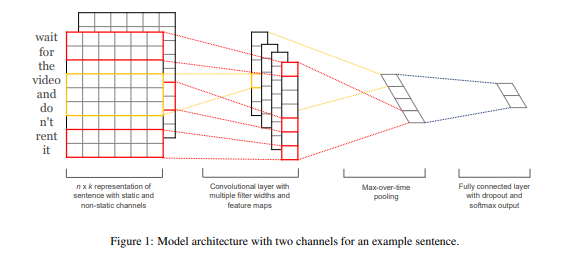 wait
for
the
video
and
do
n't
rent
it
n x k representation of
sentence with static and
non-static channels
Convolutional layer with
multiple filter widths and
feature maps
Max-over-time
pooling
Fully connected layer
with dropout and
softmax output
Figure 1: Model architecture with two channels for an example sentence.